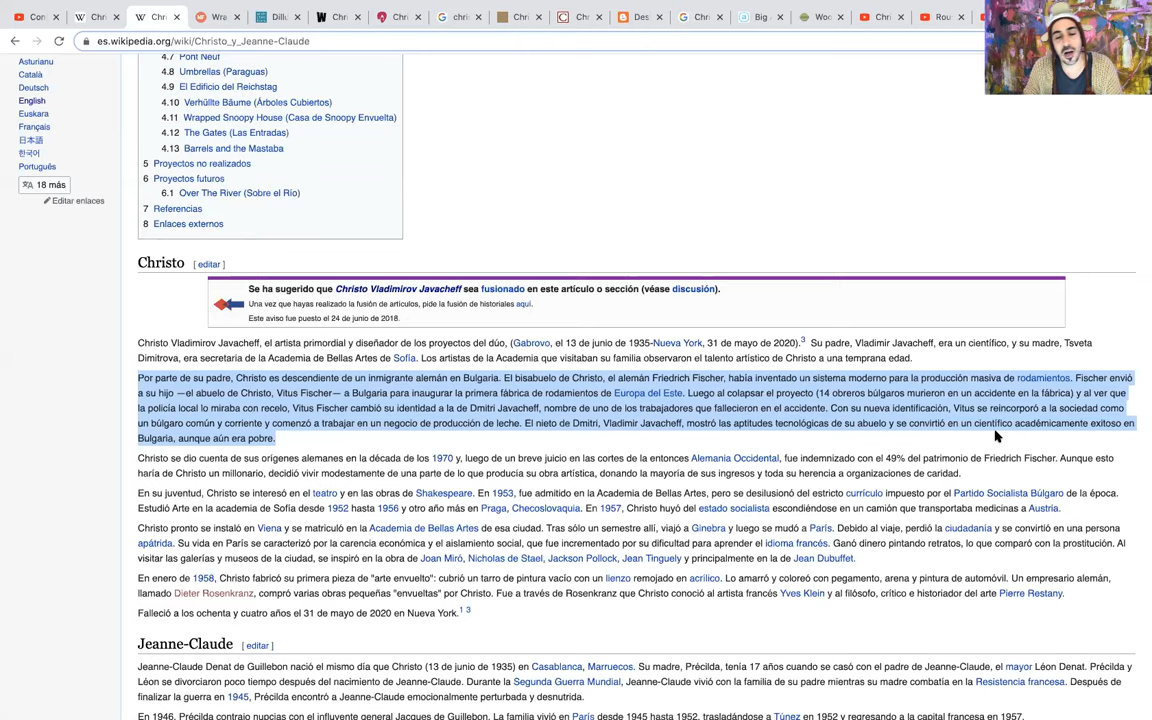 Co
Chr
Chr
Wra
Dillu
Chr
Chri
chris
Chri
Chr
Des
Chri
Big
Woo
Chri
Rou
es.wikipedia.org/wiki/Christo_y_Jeanne-Claude
Asturianu
Català
Deutsch
English
Euskara
Français
日本語
한국어
Português
18 más
Editar enlaces
4.7 Pont Neuf
4.8 Umbrellas (Paraguas)
4.9 El Edificio del Reichstag
4.10 Verhüllte Bäume (Árboles Cubiertos)
4.11 Wrapped Snoopy House (Casa de Snoopy Envuelta)
4.12 The Gates (Las Entradas)
4.13 Barrels and the Mastaba
5 Proyectos no realizados
6 Proyectos futuros
6.1 Over The River (Sobre el Río)
7 Referencias
8 Enlaces externos
Christo [ editar ]
Se ha sugerido que Christo Vladimirov Javacheff sea fusionado en este artículo o sección (véase discusión).
Una vez que hayas realizado la fusión de artículos, pide la fusión de historiales aquí.
Este aviso fue puesto el 24 de junio de 2018.
Christo Vladimirov Javacheff, el artista primordial y diseñador de los proyectos del dúo, (Gabrovo, el 13 de junio de 1935-Nueva York, 31 de mayo de 2020).3 Su padre, Vladimir Javacheff, era un científico, y su madre, Tsveta
Dimitrova, era secretaria de la Academia de Bellas Artes de Sofía. Los artistas de la Academia que visitaban su familia observaron el talento artístico de Christo a una temprana edad.
Por parte de su padre, Christo es descendiente de un inmigrante alemán en Bulgaria. El bisabuelo de Christo, el alemán Friedrich Fischer, había inventado un sistema moderno para la producción masiva de rodamientos. Fischer envió
a su hijo —el abuelo de Christo, Vitus Fischer— a Bulgaria para inaugurar la primera fábrica de rodamientos de Europa del Este. Luego al colapsar el proyecto (14 obreros búlgaros murieron en un accidente en la fábrica) y al ver que
la policía local lo miraba con recelo, Vitus Fischer cambió su identidad a la de Dmitri Javacheff, nombre de uno de los trabajadores que fallecieron en el accidente. Con su nueva identificación, Vitus se reincorporó a la sociedad como
un búlgaro común y corriente y comenzó a trabajar en un negocio de producción de leche. El nieto de Dmitri, Vladimir Javacheff, mostró las aptitudes tecnológicas de su abuelo y se convirtió en un científico académicamente exitoso en
Bulgaria, aunque aún era pobre.
Christo se dio cuenta de sus orígenes alemanes en la década de los 1970 y, luego de un breve juicio en las cortes de la entonces Alemania Occidental, fue indemnizado con el 49% del patrimonio de Friedrich Fischer. Aunque esto
haría de Christo un millonario, decidió vivir modestamente de una parte de lo que producía su obra artística, donando la mayoría de sus ingresos y toda su herencia a organizaciones de caridad.
En su juventud, Christo se interesó en el teatro y en las obras de Shakespeare. En 1953, fue admitido en la Academia de Bellas Artes, pero se desilusionó del estricto currículo impuesto por el Partido Socialista Búlgaro de la época.
Estudió Arte en la academia de Sofía desde 1952 hasta 1956 y otro año más en Praga, Checoslovaquia. En 1957, Christo huyó del estado socialista escondiéndose en un camión que transportaba medicinas a Austria.
Christo pronto se instaló en Viena y se matriculó en la Academia de Bellas Artes de esa ciudad. Tras sólo un semestre allí, viajó a Ginebra y luego se mudó a París. Debido al viaje, perdió la ciudadanía y se convirtió en una persona
apátrida. Su vida en París se caracterizó por la carencia económica y el aislamiento social, que fue incrementado por su dificultad para aprender el idioma francés. Ganó dinero pintando retratos, lo que comparó con la prostitución. Al
visitar las galerías y museos de la ciudad, se inspiró en la obra de Joan Miró, Nicholas de Stael, Jackson Pollock, Jean Tinguely y principalmente en la de Jean Dubuffet.
En enero de 1958, Christo fabricó su primera pieza de "arte envuelto": cubrió un tarro de pintura vacío con un lienzo remojado en acrílico. Lo amarró y coloreó con pegamento, arena y pintura de automóvil. Un empresario alemán,
llamado Dieter Rosenkranz, compró varias obras pequeñas "envueltas" por Christo. Fue a través de Rosenkranz que Christo conoció al artista francés Yves Klein y al filósofo, crítico e historiador del arte Pierre Restany.
Falleció a los ochenta y cuatro años el 31 de mayo de 2020 en Nueva York.1 3
Jeanne-Claude [ editar ]
Jeanne-Claude Denat de Guillebon nació el mismo día que Christo (13 de junio de 1935) en Casablanca, Marruecos. Su madre, Précilda, tenía 17 años cuando se casó con el padre de Jeanne-Claude, el mayor Léon Denat. Précilda y
Léon se divorciaron poco tiempo después del nacimiento de Jeanne-Claude. Durante la Segunda Guerra Mundial, Jeanne-Claude vivió con la familia de su padre mientras su madre combatía en la Resistencia francesa. Después de
finalizar la guerra en 1945, Précilda encontró a Jeanne-Claude emocionalmente perturbada y desnutrida.
En 1946, Précilda contrajo nupcias con el influyente general Jacques de Guillebon. La familia vivió en París desde 1945 hasta 1952, trasladándose a Túnez en 1952 y regresando a la capital francesa en 1957.